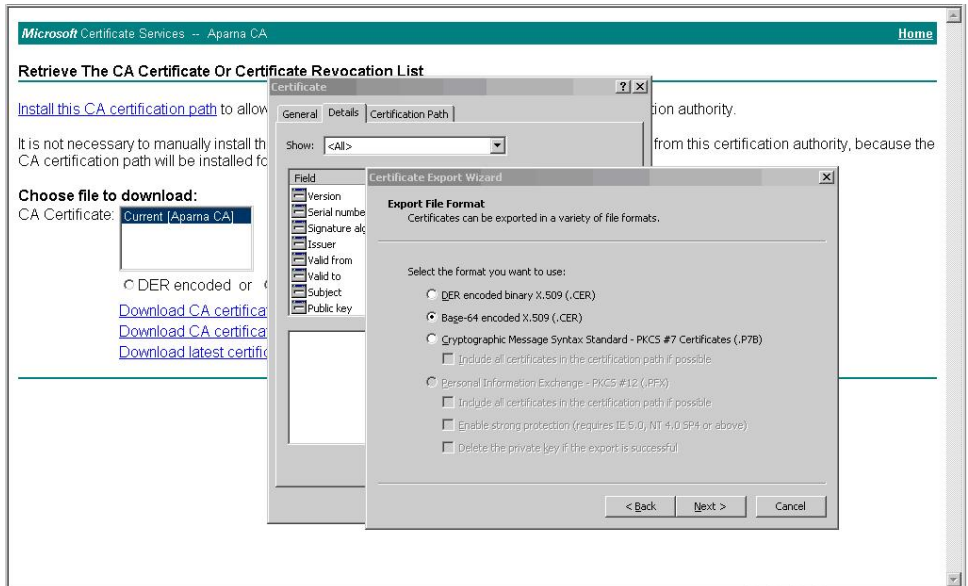 Microsoft Certificate Services -- Aparna CA
Home
Retrieve The CA Certificate Or Certificate Revocation List
Install this CA certification path to allow
tion authority.
It is not necessary to manually install th
from this certification authority, because the
CA certification path will be installed fo
Choose file to download:
CA Certificate:
Current [Aparna CA]
DER encoded or
Download CA certifica
Download CA certifica
Download latest certific
Certificate
General Details Certification Path
Show: <All>
Field
Version
Serial numbe
Signature alg
Issuer
Valid from
Valid to
Subject
Public key
Certificate Export Wizard
Export File Format
Certificates can be exported in a variety of file formats.
Select the format you want to use:
DER encoded binary X.509 (.CER)
Base-64 encoded X.509 (.CER)
Cryptographic Message Syntax Standard - PKCS #7 Certificates (.P7B)
Include all certificates in the certification path if possible
Personal Information Exchange - PKCS #12 (.PFX)
Include all certificates in the certification path if possible
Enable strong protection (requires IE 5.0, NT 4.0 SP4 or above)
Delete the private key if the export is successful
< Back
Next >
Cancel